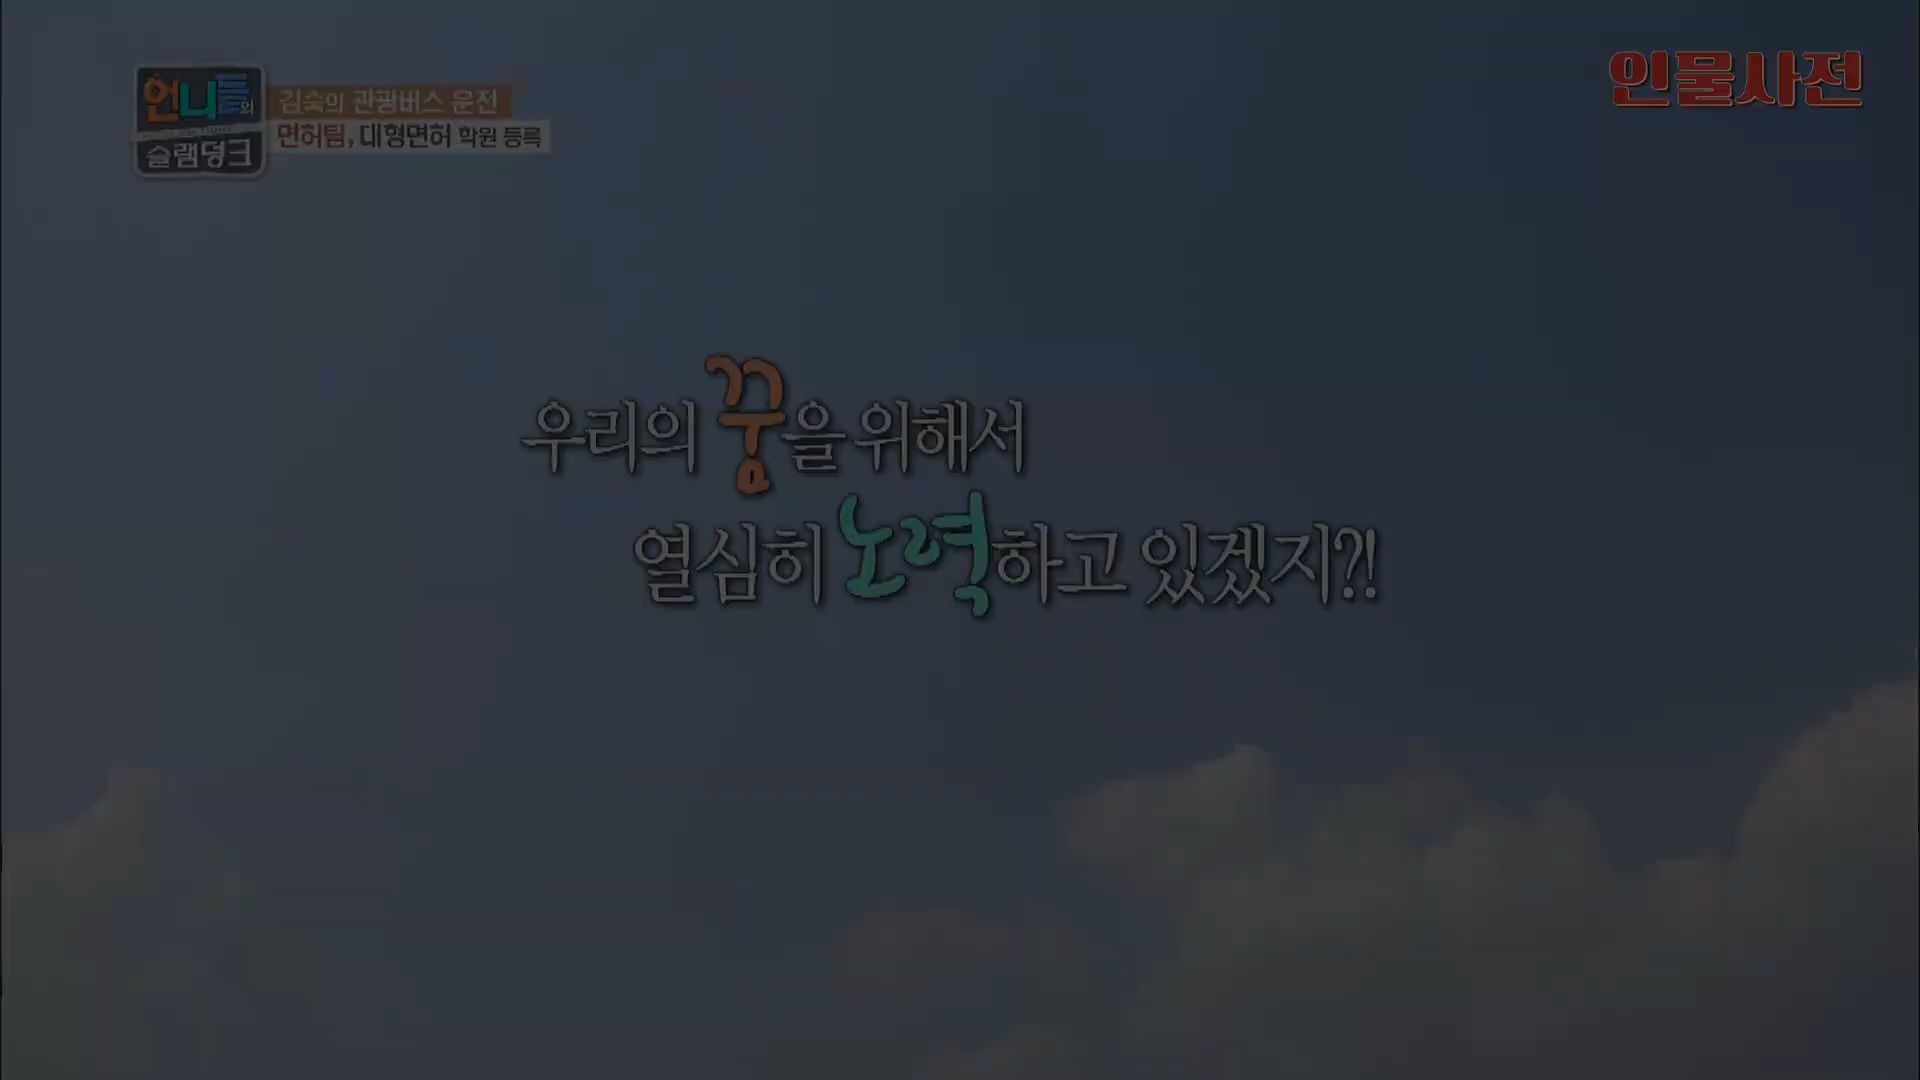 언니들의
슬램덩크
김숙의 관광버스 운전
면허팀, 대형면허 학원 등록
인물사전
우리의 꿈을 위해서
열심히 노력하고 있겠지?!